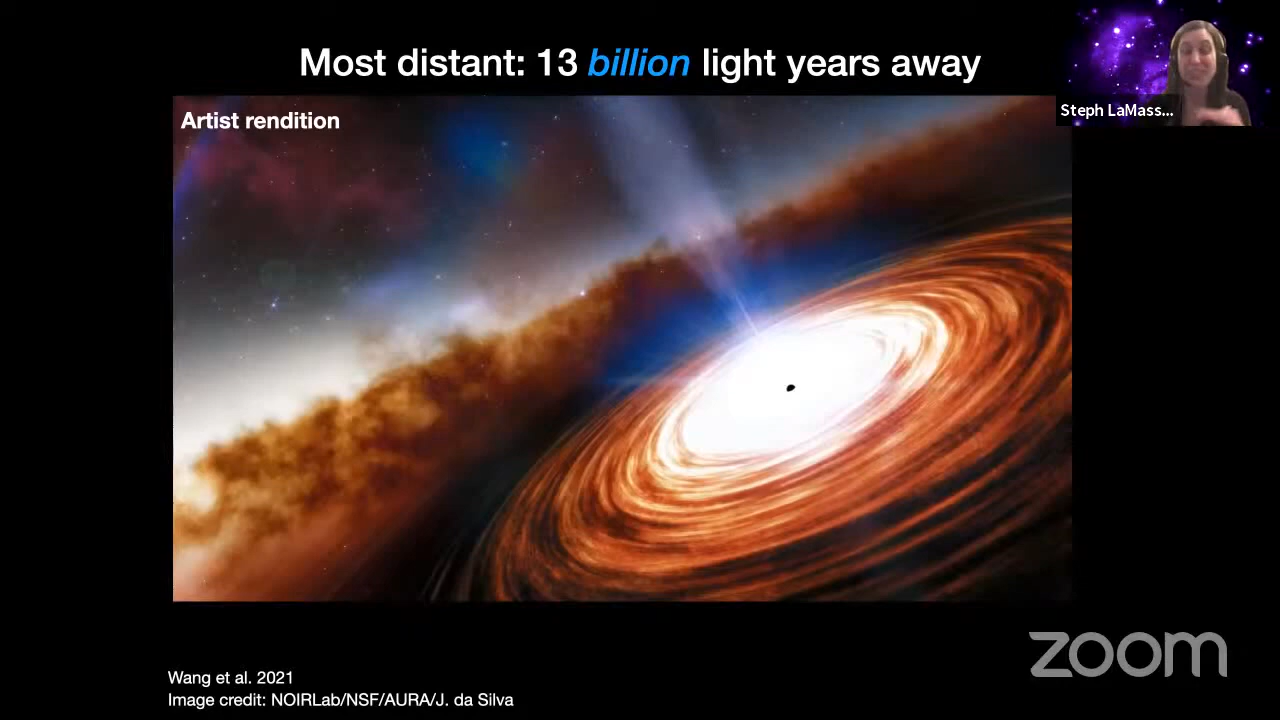 Most distant: 13 billion light years away
Steph LaMass...
Artist rendition
zoom
Wang et al. 2021
Image credit: NOIRLab/NSF/AURA/J. da Silva